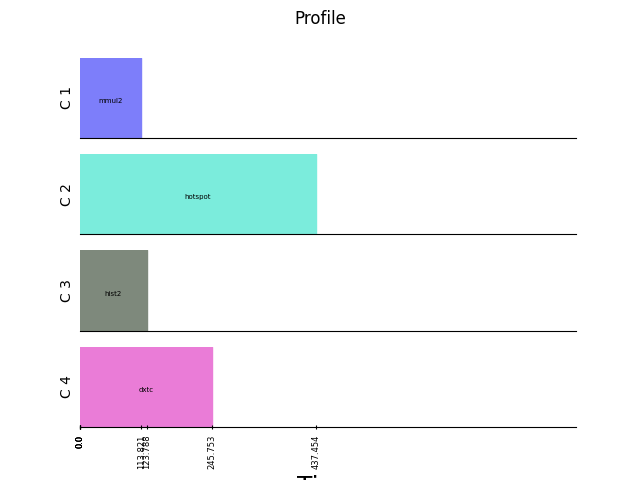 Profile
C 1
mmul2
C 2
hotspot
C 3
hist2
C 4
dxtc
0.0
113.821
123.788
245.753
437.454